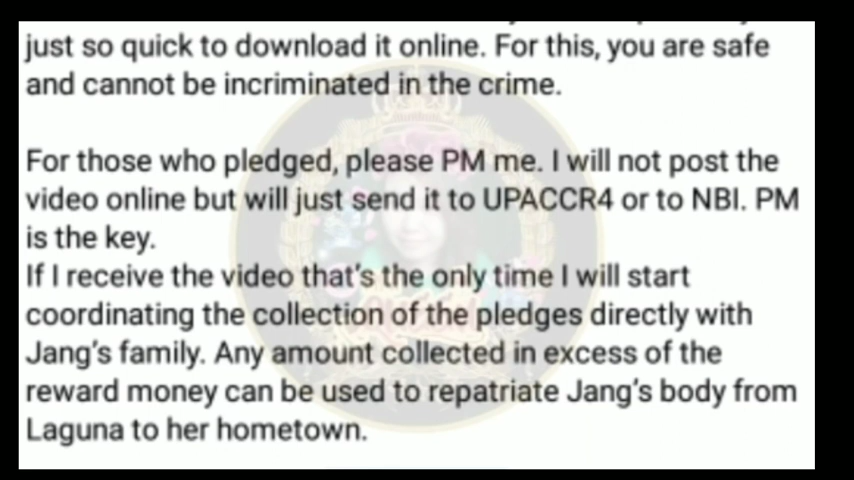 just so quick to download it online. For this, you are safe
and cannot be incriminated in the crime.
For those who pledged, please PM me. I will not post the
video online but will just send it to UPACCR4 or to NBI. PM
is the key.
If I receive the video that's the only time I will start
coordinating the collection of the pledges directly with
Jang's family. Any amount collected in excess of the
reward money can be used to repatriate Jang's body from
Laguna to her hometown.